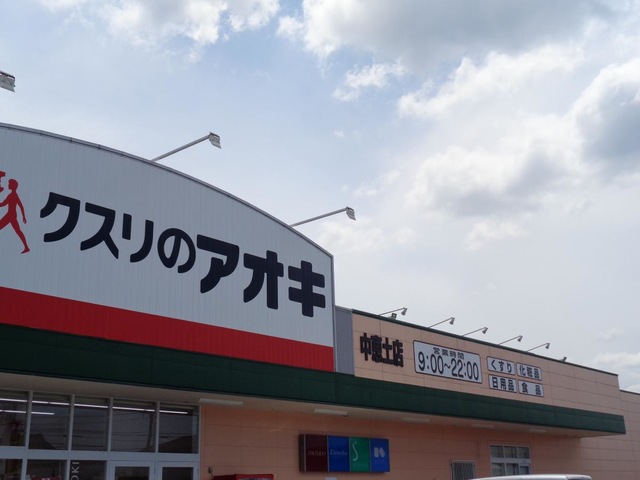 クスリのアオキ
中恵土店
営業時間
9:00~22:00
くすり 化粧品
日用品 食品